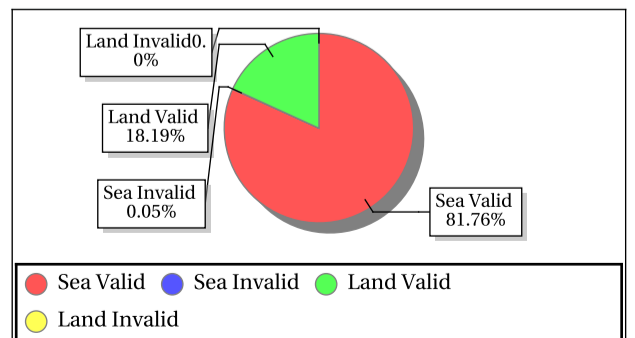 Land Invalid0.
0%
Land Valid
18.19%
Sea Invalid
0.05%
Sea Valid
81.76%
Sea Valid Sea Invalid Land Valid
Land Invalid